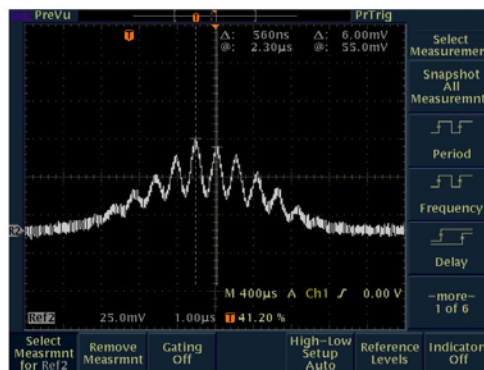 PreVu
PrTrig
T
T
Δ: 560ns Δ: 6.00mV
@: 2.30µs @: 55.0mV
Select
Measuremen
Snapshot
All
Measuremnt
Period
Frequency
Delay
-more-
1 of 6
R2
M 400µs A Ch1 0.00 V
Ref2 25.0mV 1.00µs T 41.20 %
Select
Measrmnt
for Ref2
Remove
Measrmnt
Gating
Off
High-Low
Setup
Auto
Reference
Levels
Indicator
Off